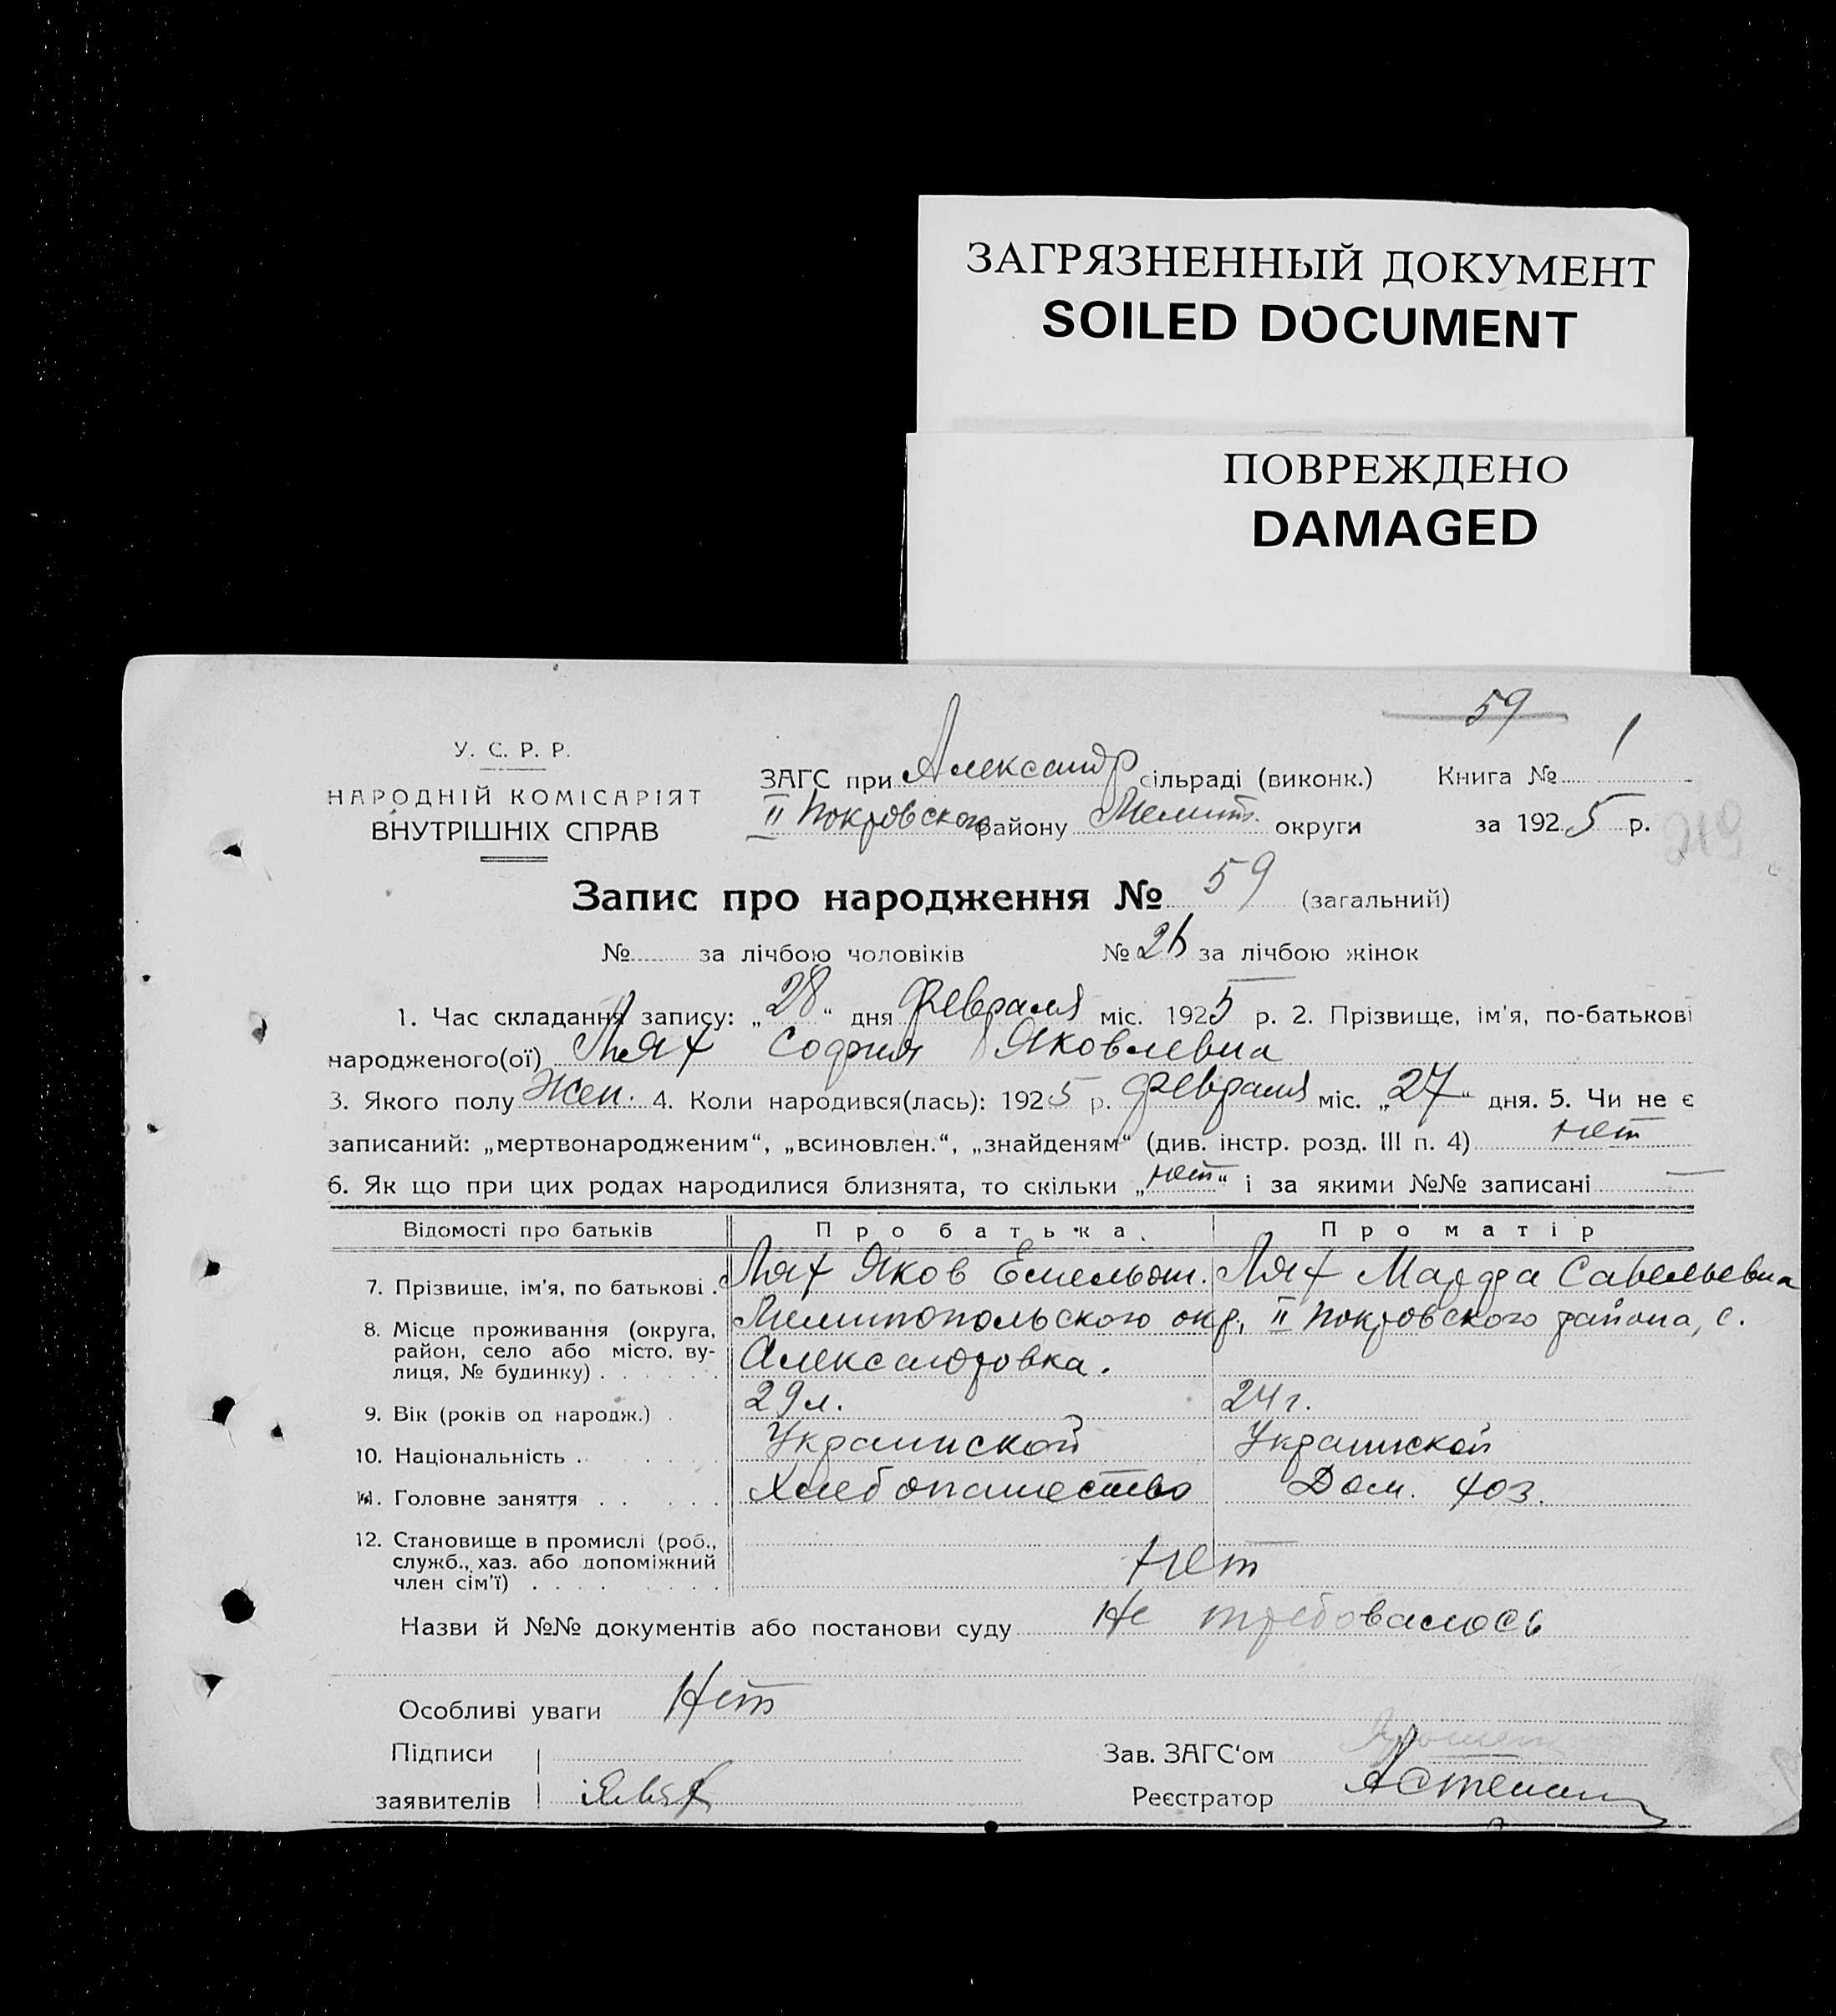 ЗАГРЯЗНЕННЫЙ ДОКУМЕНТ
SOILED DOCUMENT
ПОВРЕЖДЕНО
DAMAGED
59
У. С. Р. Р.
НАРОДНІЙ КОМІСАРІЯТ
ВНУТРІШНІХ СПРАВ
ЗАГС при Александр сільраді (виконк.) Книга № 1
II Покровского району Мелит. округи за 1925 р.
219
Запис про народження № 59 (загальний)
№ за лічбою чоловіків № 26 за лічбою жінок
1. Час складання запису: „28“ дня февраля міс. 1925 р. 2. Прізвище, ім'я, по-батькові
народженого(ої) Лях София Яковлевна
3. Якого полу Жен. 4. Коли народився(лась): 1925 р. февраля міс. „27“ дня. 5. Чи не є
записаний: „мертвонародженим“, „всиновлен.“, „знайденям“ (див. інстр. розд. III п. 4) нет
6. Як що при цих родах народилися близнята, то скільки „нет“ і за якими №№ записані —
Відомості про батьків Про батька Про матір
7. Прізвище, ім'я, по батькові . Лях Яков Емельян. Лях Марфа Савельевна
8. Місце проживання (округа, район, село або місто, вулиця, № будинку) . . . . . . Мелитопольского окр., II Покровского района, с.
Александровка.
9. Вік (років од народж.) . 29 л. 24 г.
10. Національність . . . . . Украинской Украинской
11. Головне заняття . . . . . Хлебопашество Дом. хоз.
12. Становище в промислі (роб., служб., хаз. або допоміжний член сім'ї) . . . . . . . . Нет
Назви й №№ документів або постанови суду Не требовалось
Особливі уваги Нет
Підписи Зав. ЗАГС'ом
заявителів Реєстратор